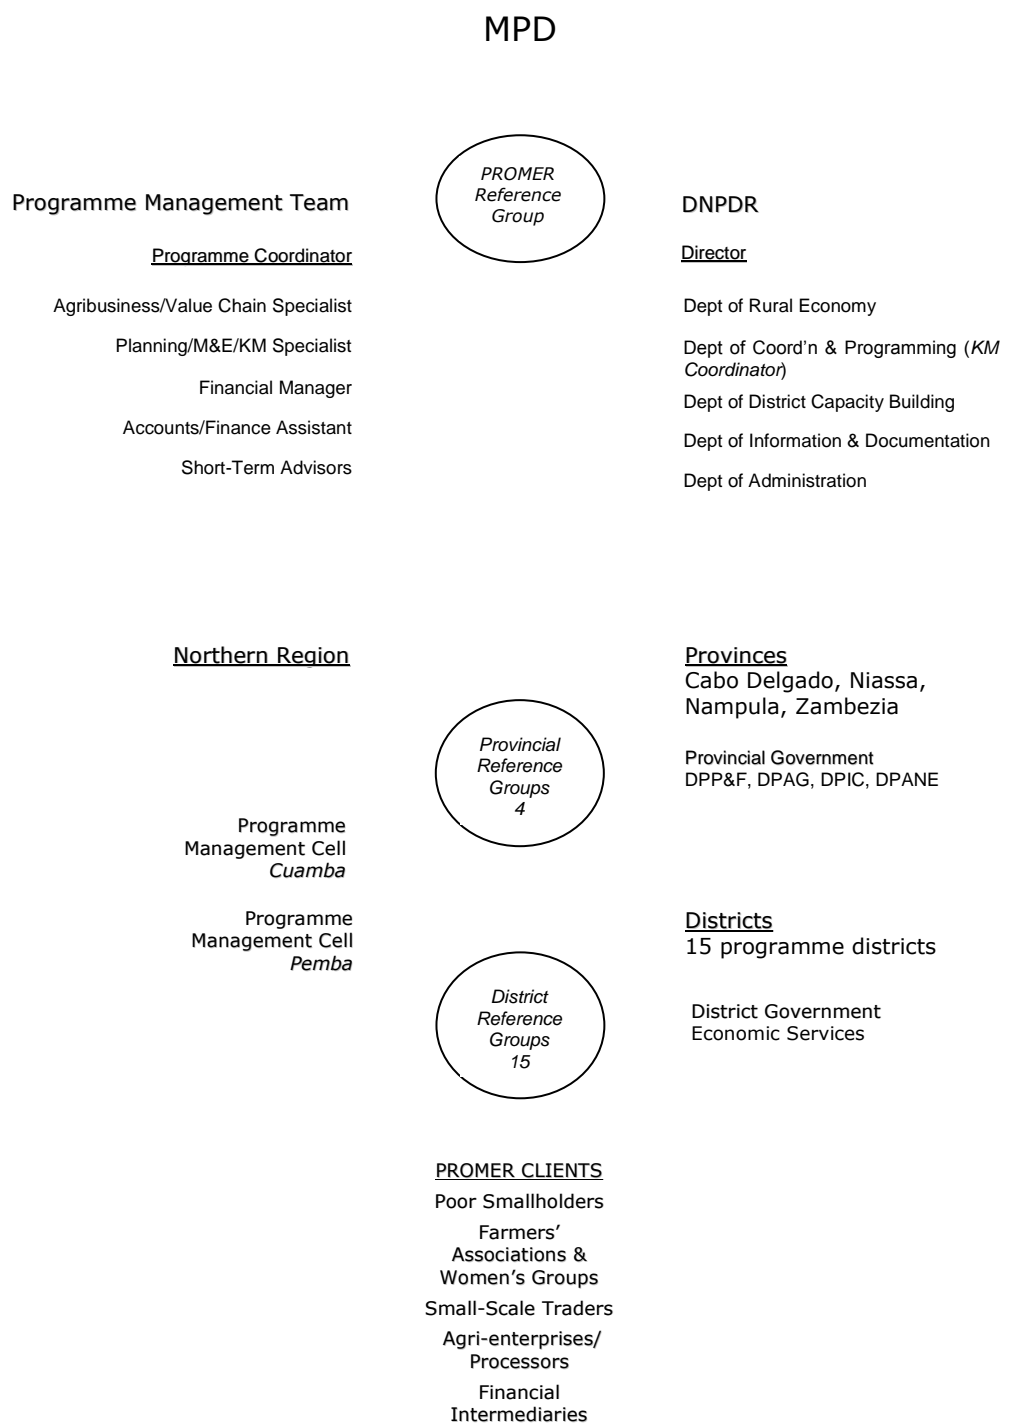 MPD
PROMER
Reference
Group
Programme Management Team
Programme Coordinator
Agribusiness/Value Chain Specialist
Planning/M&E/KM Specialist
Financial Manager
Accounts/Finance Assistant
Short-Term Advisors
DNPDR
Director
Dept of Rural Economy
Dept of Coord’n & Programming (KM
Coordinator)
Dept of District Capacity Building
Dept of Information & Documentation
Dept of Administration
Northern Region
Provinces
Cabo Delgado, Niassa,
Nampula, Zambezia
Provincial Government
DPP&F, DPAG, DPIC, DPANE
Provincial
Reference
Groups
4
Programme
Management Cell
Cuamba
Programme
Management Cell
Pemba
Districts
15 programme districts
District Government
Economic Services
District
Reference
Groups
15
PROMER CLIENTS
Poor Smallholders
Farmers’
Associations &
Women’s Groups
Small-Scale Traders
Agri-enterprises/
Processors
Financial
Intermediaries